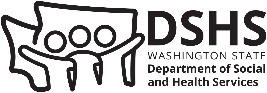 DSHS
WASHINGTON STATE
Department of Social
and Health Services